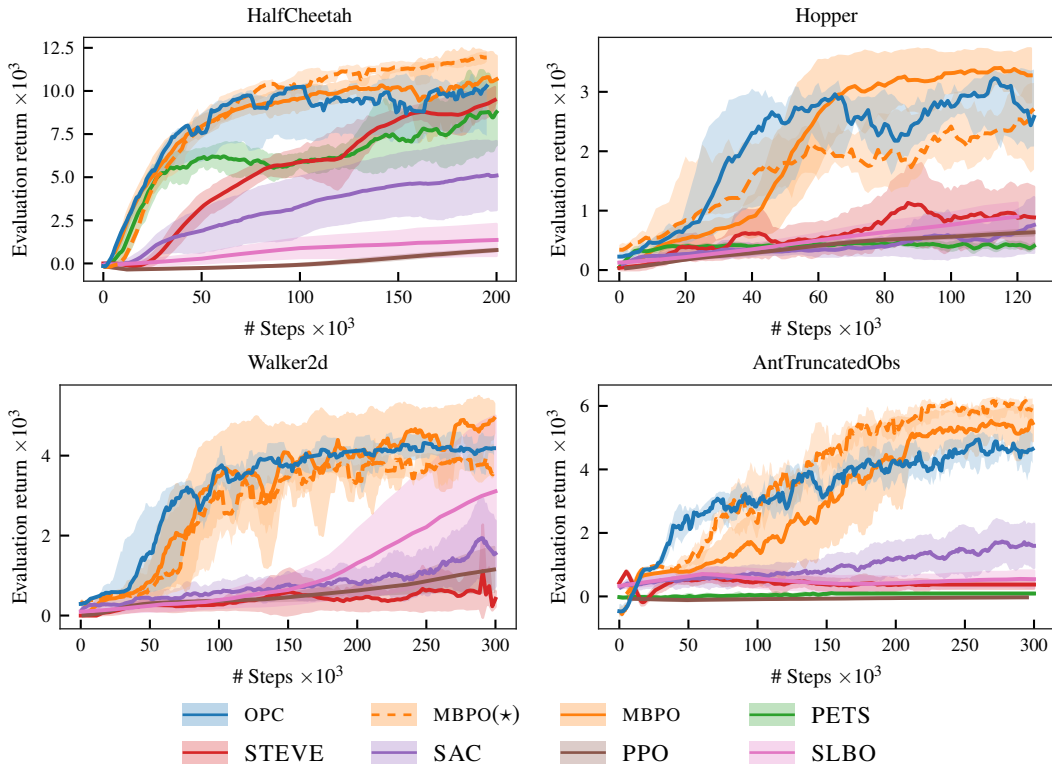 HalfCheetah
Evaluation return ×10³
12.5
10.0
7.5
5.0
2.5
0.0
0 50 100 150 200
# Steps ×10³
Hopper
Evaluation return ×10³
3
2
1
0
0 20 40 60 80 100 120
# Steps ×10³
Walker2d
Evaluation return ×10³
4
2
0
0 50 100 150 200 250 300
# Steps ×10³
AntTruncatedObs
Evaluation return ×10³
6
4
2
0
0 50 100 150 200 250 300
# Steps ×10³
OPC MBPO(⋆) MBPO PETS
STEVE SAC PPO SLBO